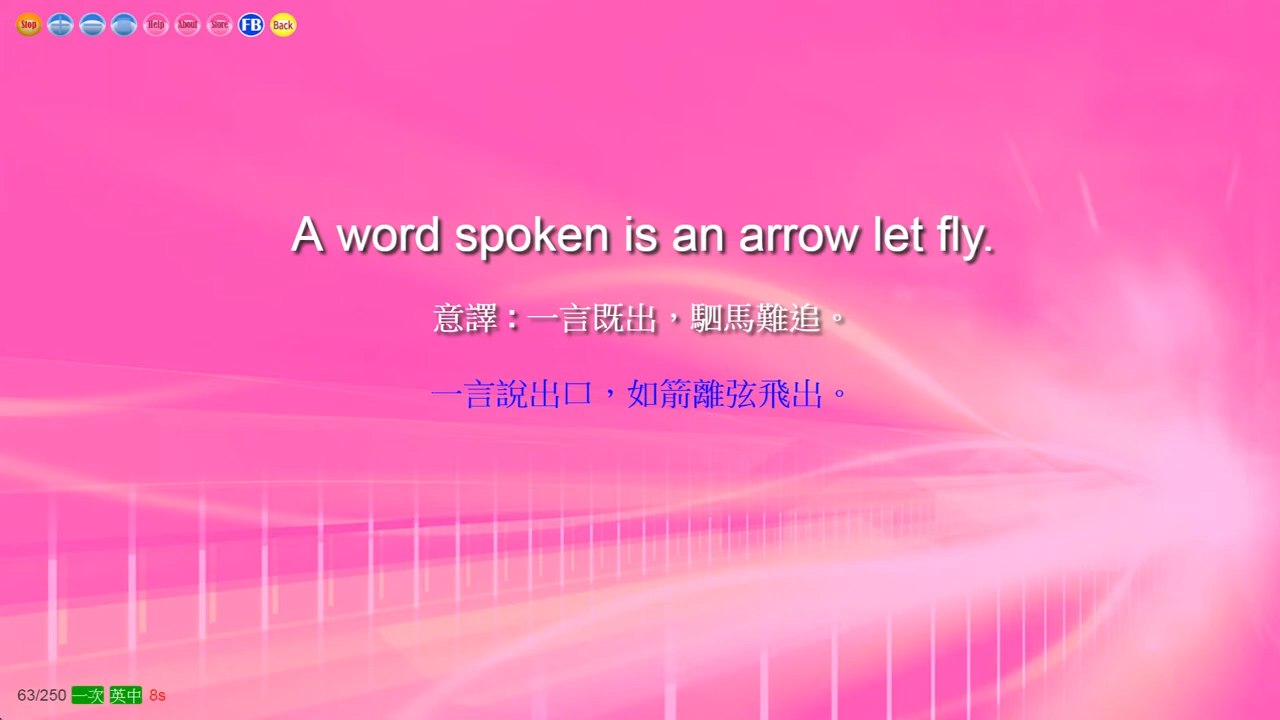 Stop Help About Store FB Back
A word spoken is an arrow let fly.
意譯：一言既出，駟馬難追。
一言說出口，如箭離弦飛出。
63/250 一次 英中 8s